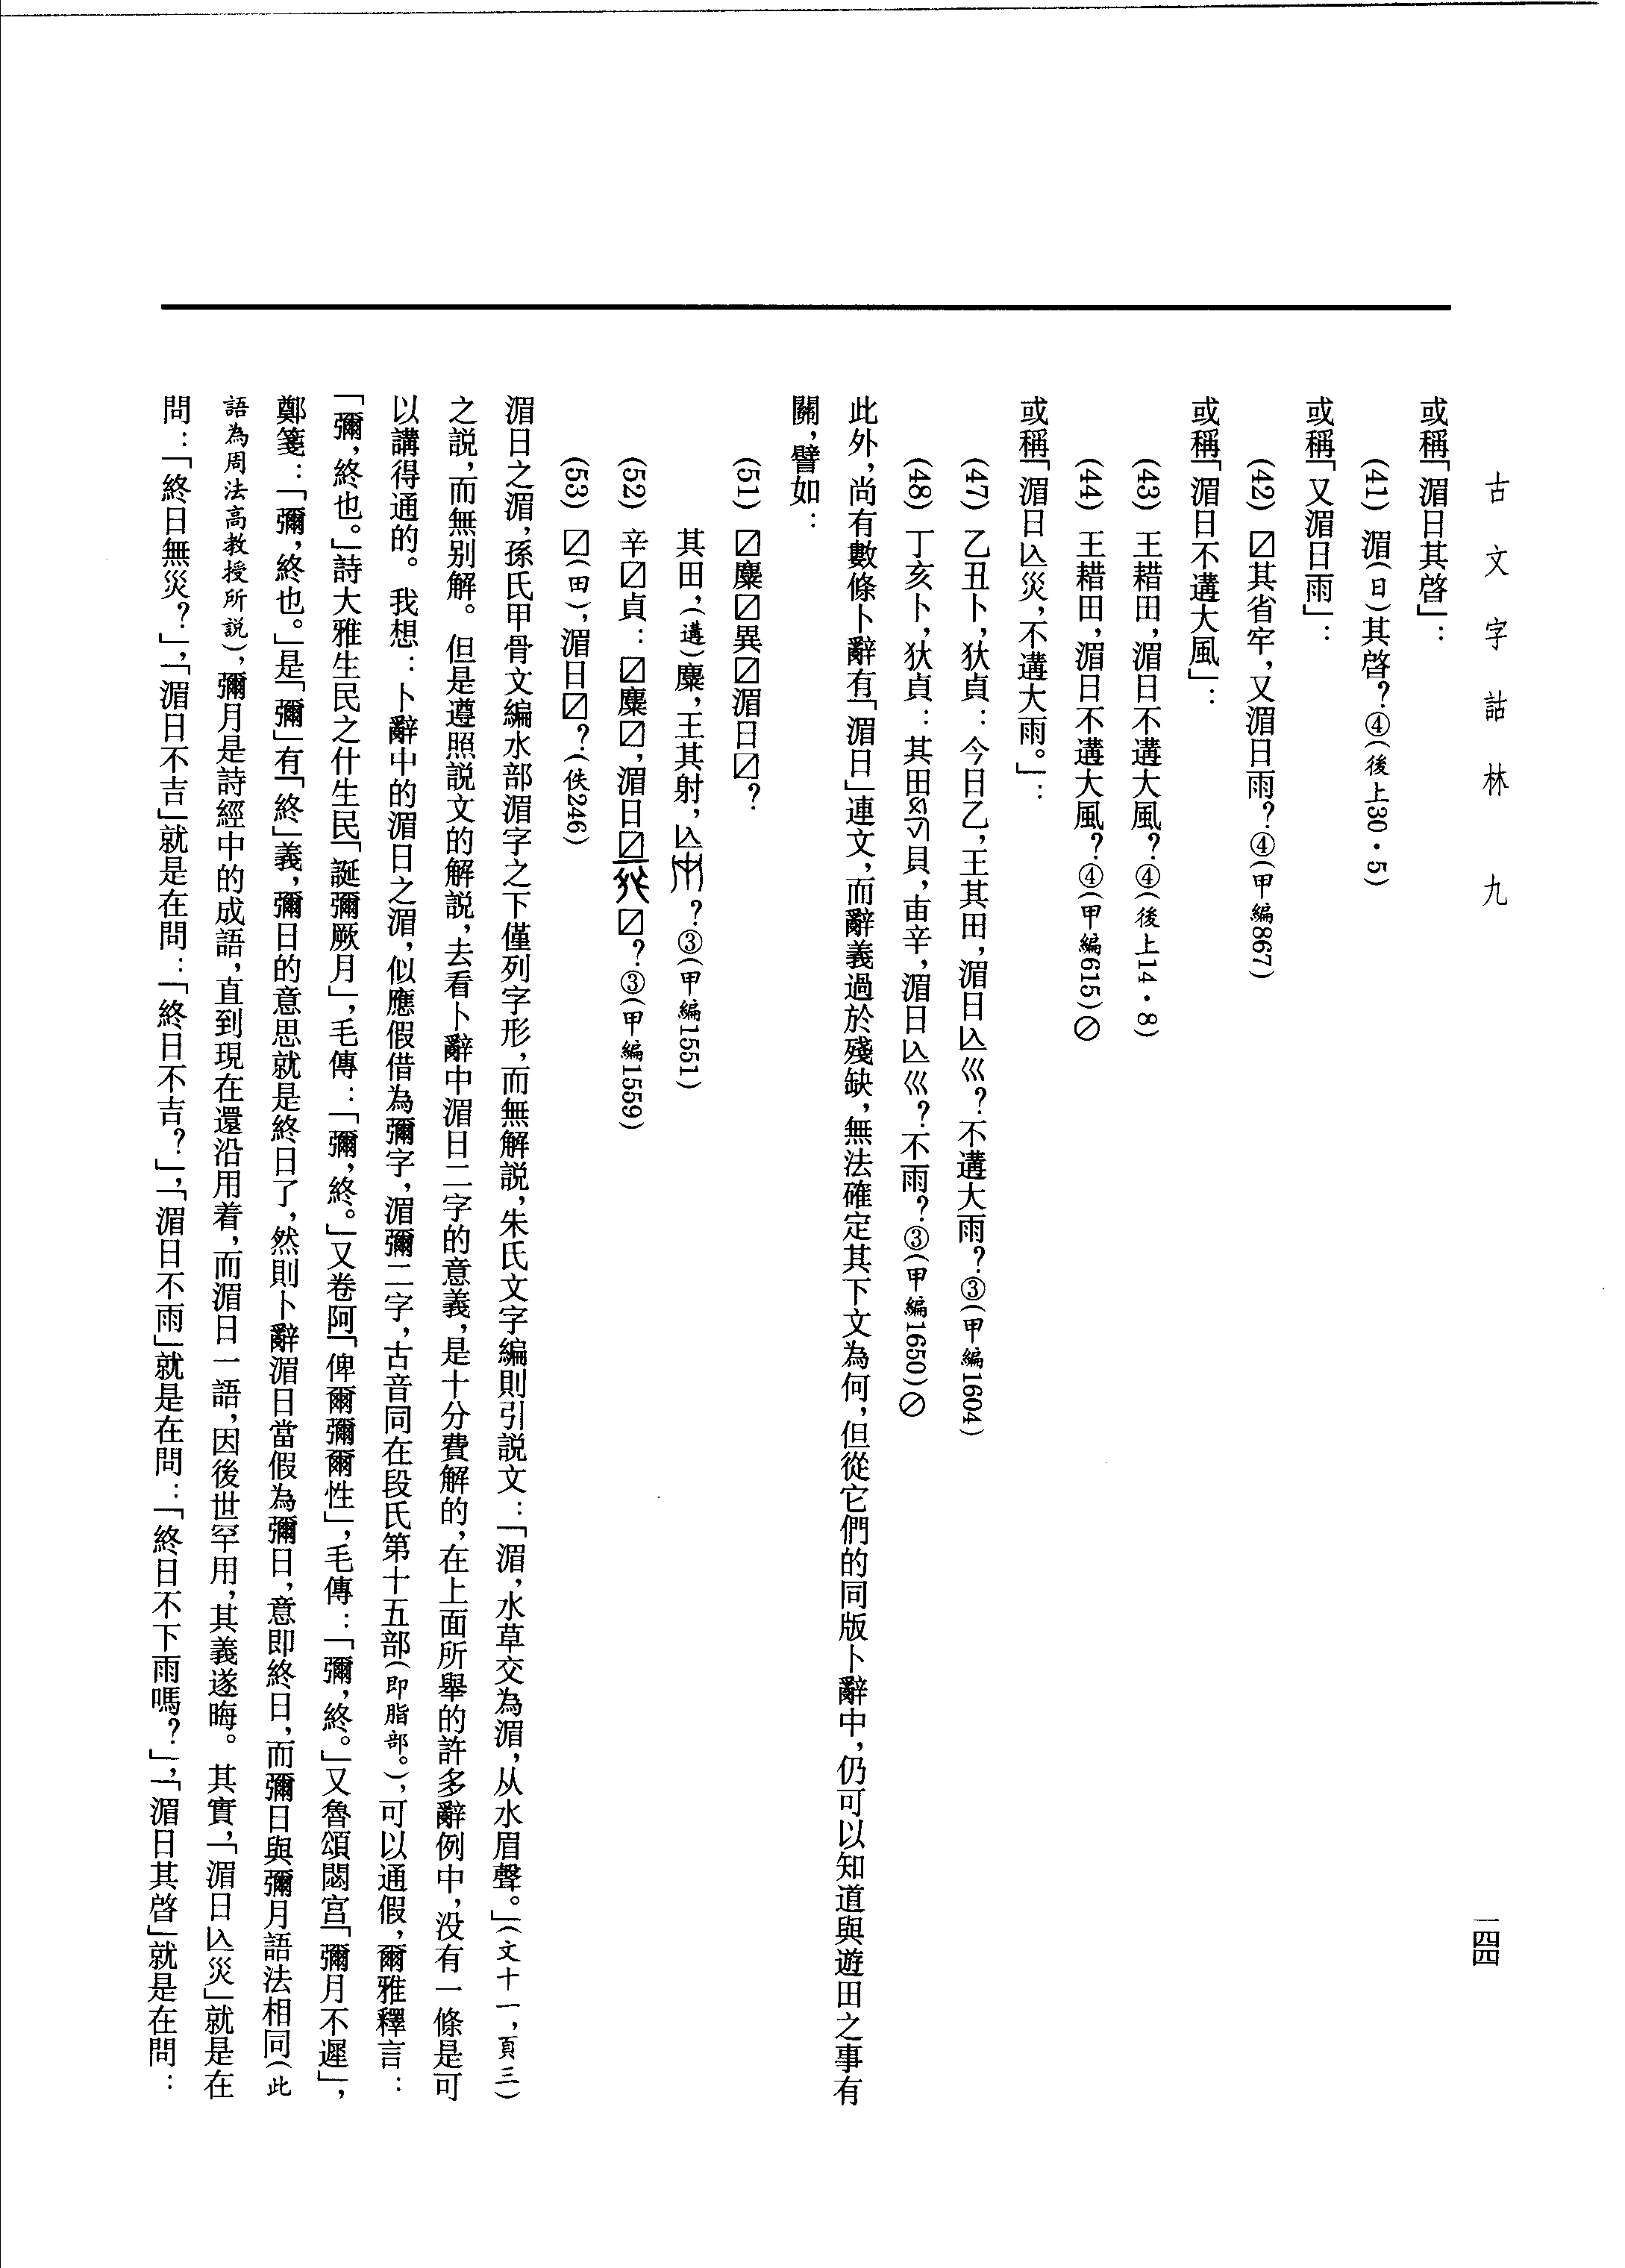 古文字詁林　九
一四四
或稱「湄日其啓」：
(41) 湄(日)其啓？④(後上30·5)
或稱「又湄日雨」：
(42) 〼其省牢，又湄日雨？④(甲編867)
或稱「湄日不遘大風」：
(43) 王耤田，湄日不遘大風？④(後上14·8)
(44) 王耤田，湄日不遘大風？④(甲編615)⊘
或稱「湄日亾災，不遘大雨。」：
(47) 乙丑卜，狄貞：今日乙，王其田，湄日亾巛？不遘大雨？③(甲編1604)
(48) 丁亥卜，狄貞：其田貝，甶辛，湄日亾巛？不雨？③(甲編1650)⊘
此外，尚有數條卜辭有「湄日」連文，而辭義過於殘缺，無法確定其下文為何，但從它們的同版卜辭中，仍可以知道與遊田之事有
關，譬如：
(51) 〼麋〼異〼湄日〼？
其田，(遘)麋，王其射，亾？③(甲編1551)
(52) 辛〼貞：〼麋〼，湄日〼〼？③(甲編1559)
(53) 〼(田)，湄日〼？(佚246)
湄日之湄，孫氏甲骨文編水部湄字之下僅列字形，而無解説，朱氏文字編則引説文：「湄，水草交為湄，从水眉聲。」(文十一，頁三)
之説，而無别解。但是遵照説文的解説，去看卜辭中湄日二字的意義，是十分費解的，在上面所舉的許多辭例中，没有一條是可
以講得通的。我想：卜辭中的湄日之湄，似應假借為彌字，湄彌二字，古音同在段氏第十五部(即脂部。)，可以通假，爾雅釋言：
「彌，終也。」詩大雅生民之什生民「誕彌厥月」，毛傳：「彌，終。」又卷阿「俾爾彌爾性」，毛傳：「彌，終。」又魯頌閟宫「彌月不遲」，
鄭箋：「彌，終也。」是「彌」有「終」義，彌日的意思就是終日了，然則卜辭湄日當假為彌日，意即終日，而彌日與彌月語法相同(此
語為周法高教授所説)，彌月是詩經中的成語，直到現在還沿用着，而湄日一語，因後世罕用，其義遂晦。其實，「湄日亾災」就是在
問：「終日無災？」，「湄日不吉」就是在問：「終日不吉？」，「湄日不雨」就是在問：「終日不下雨嗎？」，「湄日其啓」就是在問：